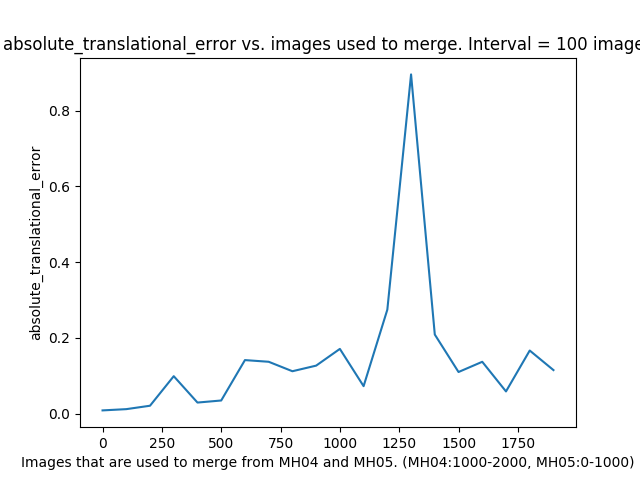 absolute_translational_error vs. images used to merge. Interval = 100 image
absolute_translational_error
0.8
0.6
0.4
0.2
0.0
0 250 500 750 1000 1250 1500 1750
Images that are used to merge from MH04 and MH05. (MH04:1000-2000, MH05:0-1000)